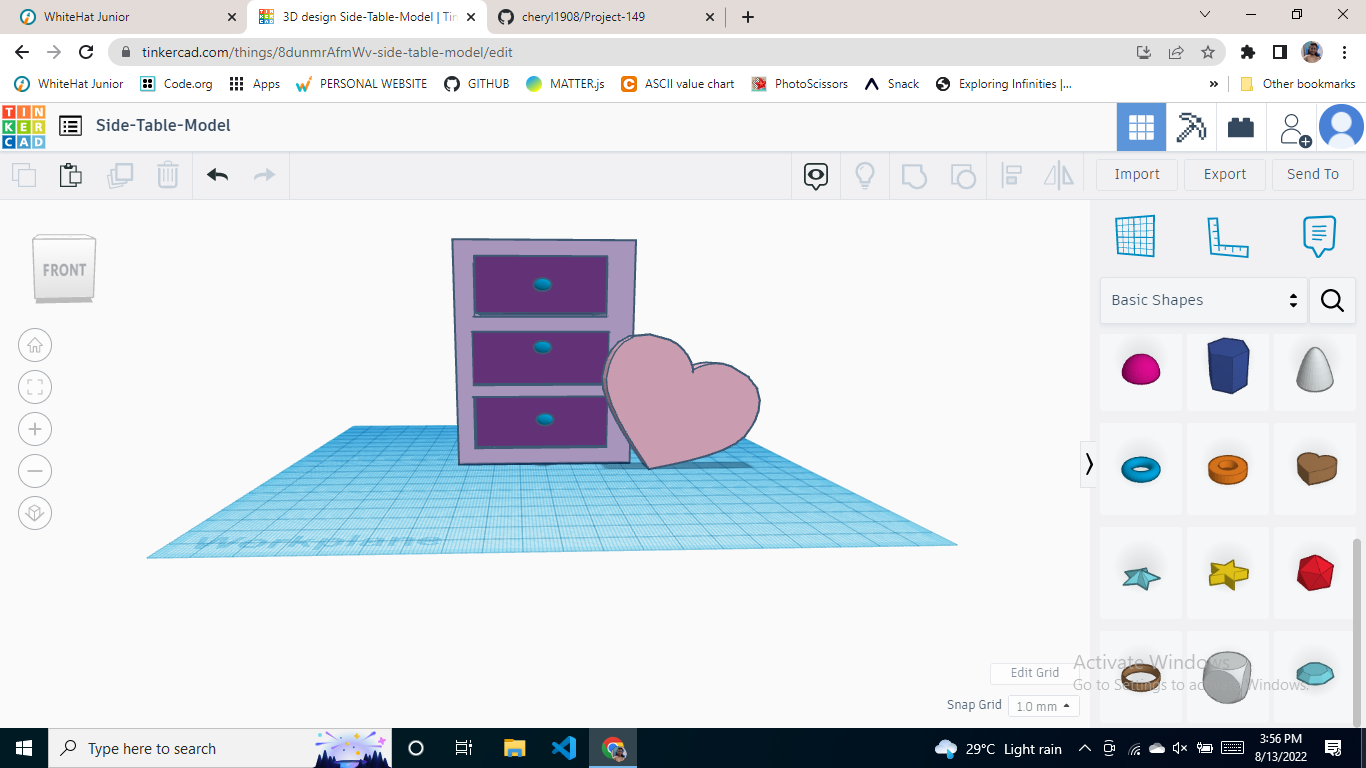 WhiteHat Junior
3D design Side-Table-Model | Tin
cheryl1908/Project-149
tinkercad.com/things/8dunmrAfmWv-side-table-model/edit
WhiteHat Junior
Code.org
Apps
PERSONAL WEBSITE
GITHUB
MATTER.js
ASCII value chart
PhotoScissors
Snack
Exploring Infinities |...
»
Other bookmarks
TIN
KER
CAD
Side-Table-Model
Import
Export
Send To
FRONT
Basic Shapes
Workplane
Edit Grid
Activate Windows
Go to Settings to activate Windows.
Snap Grid
1.0 mm
Type here to search
29°C Light rain
3:56 PM
8/13/2022